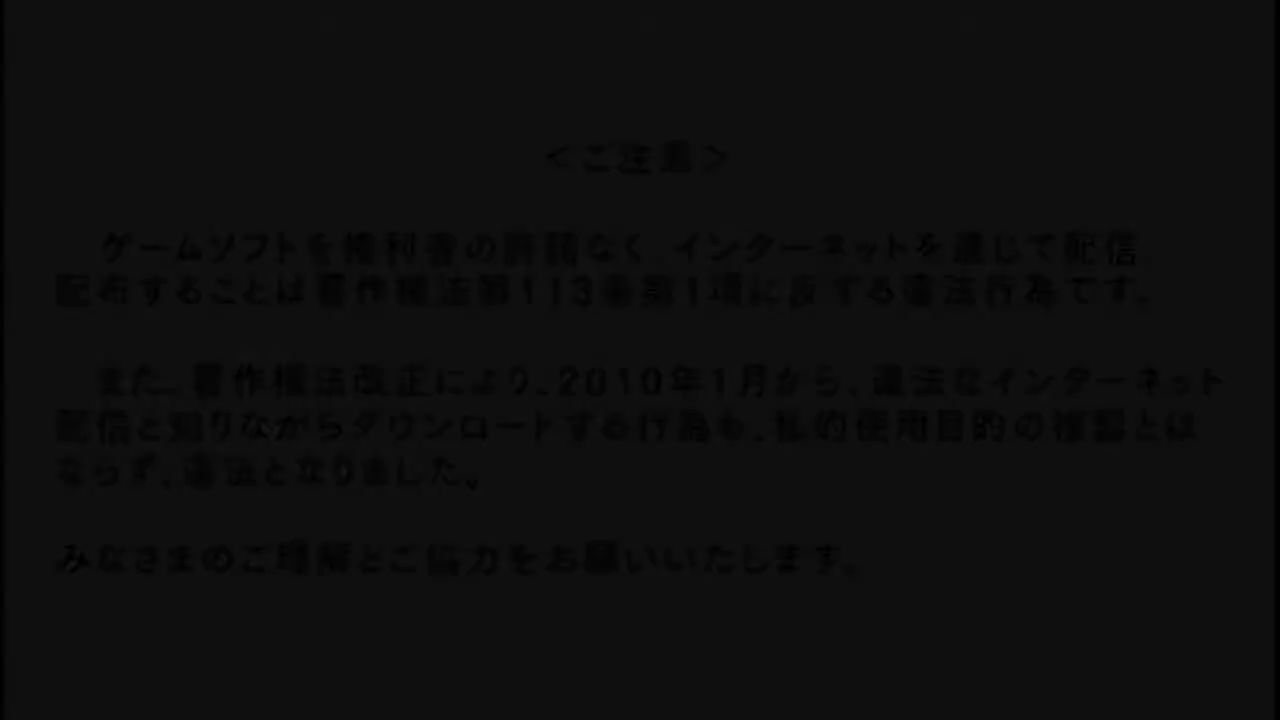 <ご注意>
ゲームソフトを権利者の許諾なく、インターネットを通じて配信、
配布することは著作権法第113条第1項に反する違法行為です。
また、著作権法改正により、2010年1月から、違法なインターネット
配信と知りながらダウンロードする行為も、私的使用目的の複製とは
ならず、違法となりました。
みなさまのご理解とご協力をお願いいたします。